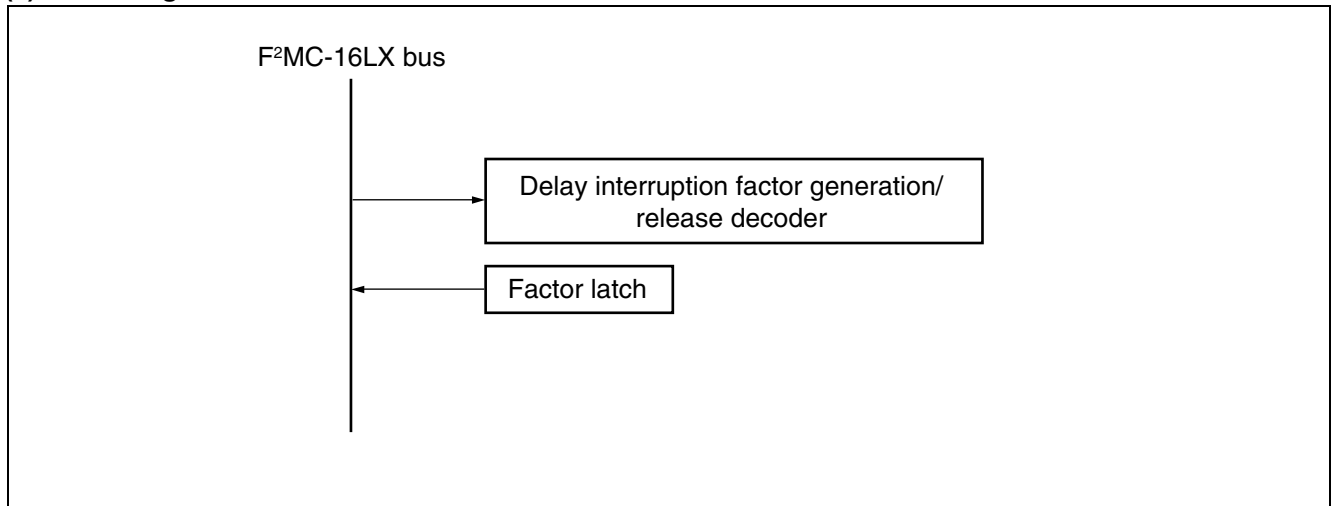 F²MC-16LX bus
Delay interruption factor generation/
release decoder
Factor latch